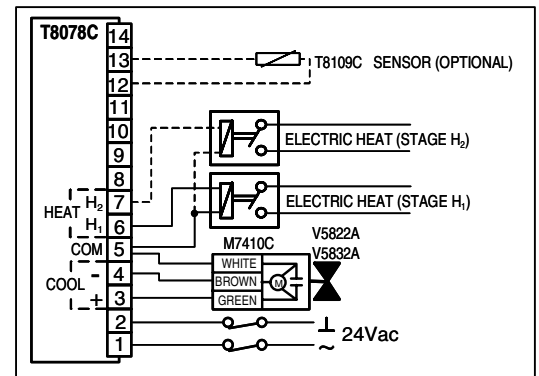 T8078C
14
13
12
11
10
9
8
7
6
5
4
3
2
1
T8109C SENSOR (OPTIONAL)
ELECTRIC HEAT (STAGE H₂)
ELECTRIC HEAT (STAGE H₁)
HEAT
H₂
H₁
COM
COOL
-
+
M7410C
V5822A
V5832A
WHITE
BROWN
GREEN
M
24Vac
~